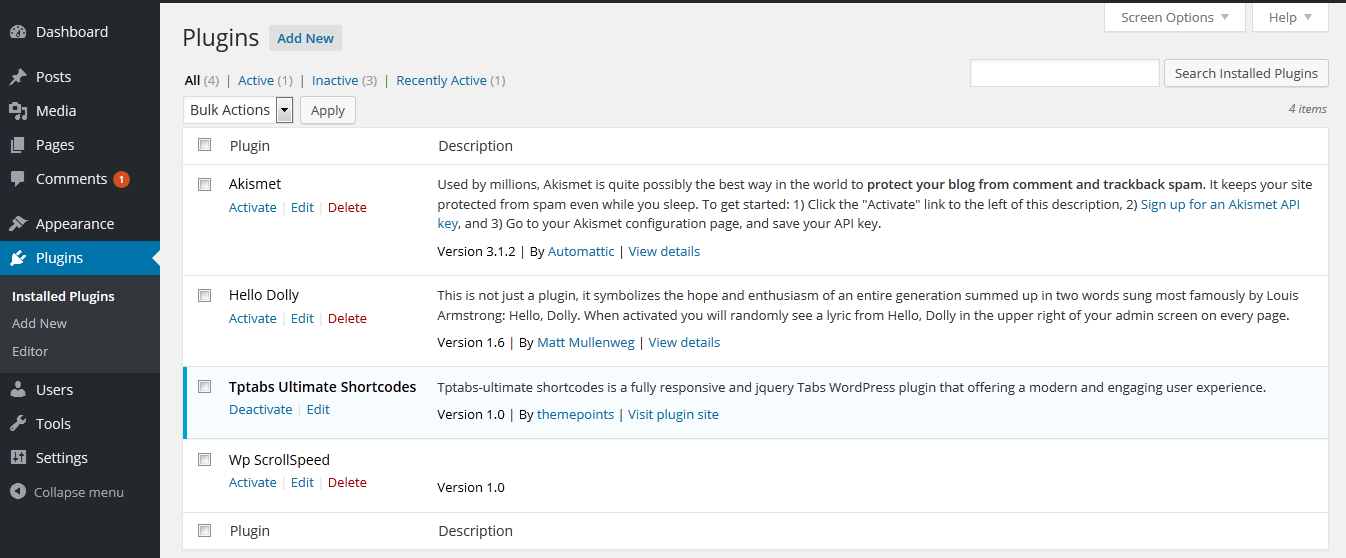 Dashboard
Posts
Media
Pages
Comments 1
Appearance
Plugins
Installed Plugins
Add New
Editor
Users
Tools
Settings
Collapse menu
Screen Options
Help
Plugins Add New
All (4) | Active (1) | Inactive (3) | Recently Active (1)
Search Installed Plugins
Bulk Actions Apply
4 items
Plugin Description
Akismet
Activate | Edit | Delete
Used by millions, Akismet is quite possibly the best way in the world to protect your blog from comment and trackback spam. It keeps your site
protected from spam even while you sleep. To get started: 1) Click the "Activate" link to the left of this description, 2) Sign up for an Akismet API
key, and 3) Go to your Akismet configuration page, and save your API key.
Version 3.1.2 | By Automattic | View details
Hello Dolly
Activate | Edit | Delete
This is not just a plugin, it symbolizes the hope and enthusiasm of an entire generation summed up in two words sung most famously by Louis
Armstrong: Hello, Dolly. When activated you will randomly see a lyric from Hello, Dolly in the upper right of your admin screen on every page.
Version 1.6 | By Matt Mullenweg | View details
Tptabs Ultimate Shortcodes
Deactivate | Edit
Tptabs-ultimate shortcodes is a fully responsive and jquery Tabs WordPress plugin that offering a modern and engaging user experience.
Version 1.0 | By themepoints | Visit plugin site
Wp ScrollSpeed
Activate | Edit | Delete
Version 1.0
Plugin Description